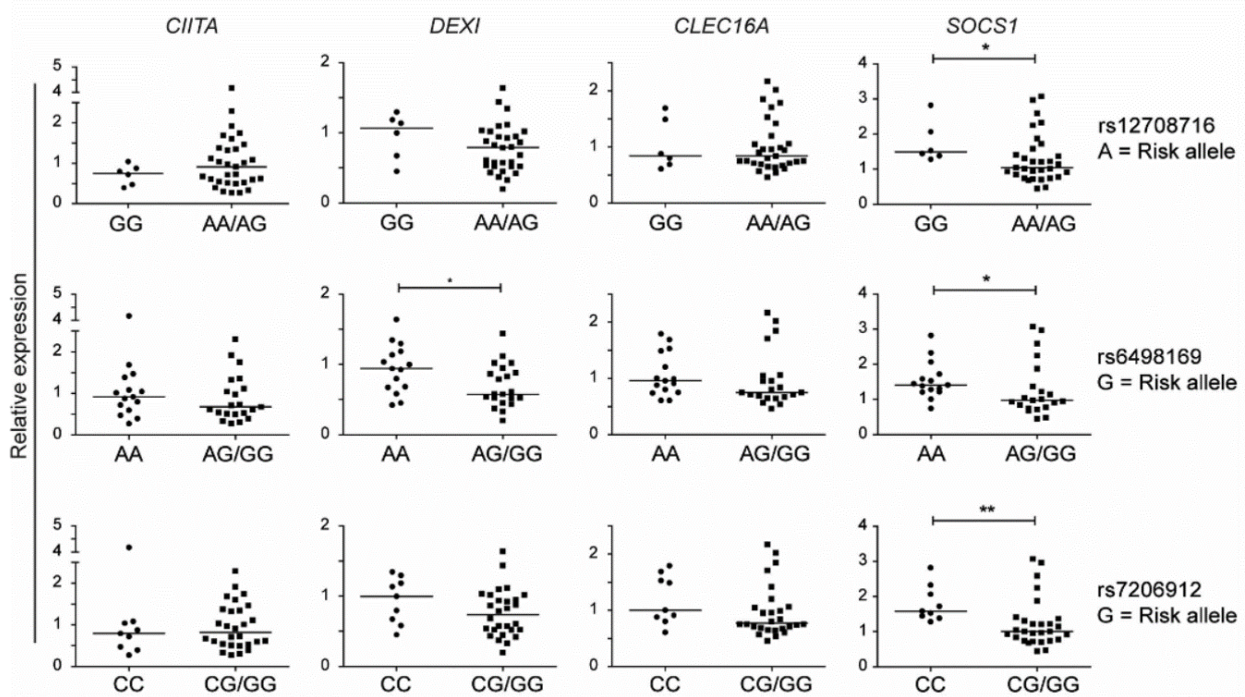 CIITA DEXI CLEC16A SOCS1
*
5 2 2 4
4
3
2 1 1 2
1 1
0 0 0 0
GG AA/AG GG AA/AG GG AA/AG GG AA/AG
rs12708716
A = Risk allele
Relative expression
* *
5 2 2 4
4
3
2 1 1 2
1 1
0 0 0 0
AA AG/GG AA AG/GG AA AG/GG AA AG/GG
rs6498169
G = Risk allele
**
5 2 2 4
4
3
2 1 1 2
1 1
0 0 0 0
CC CG/GG CC CG/GG CC CG/GG CC CG/GG
rs7206912
G = Risk allele